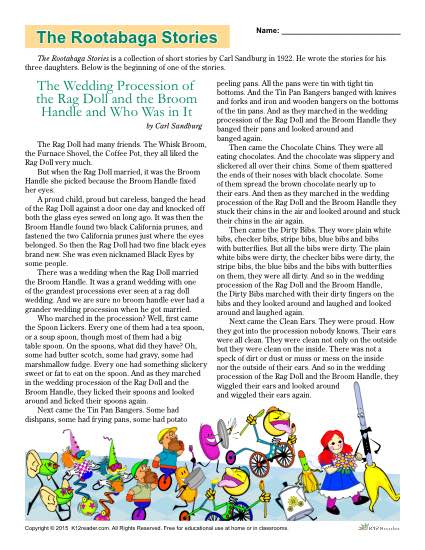 The Rootabaga Stories
Name:
The Rootabaga Stories is a collection of short stories by Carl Sandburg in 1922. He wrote the stories for his
three daughters. Below is the beginning of one of the stories.
The Wedding Procession of
the Rag Doll and the Broom
Handle and Who Was in It
by Carl Sandburg
The Rag Doll had many friends. The Whisk Broom,
the Furnace Shovel, the Coffee Pot, they all liked the
Rag Doll very much.
But when the Rag Doll married, it was the Broom
Handle she picked because the Broom Handle fixed
her eyes.
A proud child, proud but careless, banged the head
of the Rag Doll against a door one day and knocked off
both the glass eyes sewed on long ago. It was then the
Broom Handle found two black California prunes, and
fastened the two California prunes just where the eyes
belonged. So then the Rag Doll had two fine black eyes
brand new. She was even nicknamed Black Eyes by
some people.
There was a wedding when the Rag Doll married
the Broom Handle. It was a grand wedding with one
of the grandest processions ever seen at a rag doll
wedding. And we are sure no broom handle ever had a
grander wedding procession when he got married.
Who marched in the procession? Well, first came
the Spoon Lickers. Every one of them had a tea spoon,
or a soup spoon, though most of them had a big
table spoon. On the spoons, what did they have? Oh,
some had butter scotch, some had gravy, some had
marshmallow fudge. Every one had something slickery
sweet or fat to eat on the spoon. And as they marched
in the wedding procession of the Rag Doll and the
Broom Handle, they licked their spoons and looked
around and licked their spoons again.
Next came the Tin Pan Bangers. Some had
dishpans, some had frying pans, some had potato
peeling pans. All the pans were tin with tight tin
bottoms. And the Tin Pan Bangers banged with knives
and forks and iron and wooden bangers on the bottoms
of the tin pans. And as they marched in the wedding
procession of the Rag Doll and the Broom Handle they
banged their pans and looked around and
banged again.
Then came the Chocolate Chins. They were all
eating chocolates. And the chocolate was slippery and
slickered all over their chins. Some of them spattered
the ends of their noses with black chocolate. Some
of them spread the brown chocolate nearly up to
their ears. And then as they marched in the wedding
procession of the Rag Doll and the Broom Handle they
stuck their chins in the air and looked around and stuck
their chins in the air again.
Then came the Dirty Bibs. They wore plain white
bibs, checker bibs, stripe bibs, blue bibs and bibs
with butterflies. But all the bibs were dirty. The plain
white bibs were dirty, the checker bibs were dirty, the
stripe bibs, the blue bibs and the bibs with butterflies
on them, they were all dirty. And so in the wedding
procession of the Rag Doll and the Broom Handle,
the Dirty Bibs marched with their dirty fingers on the
bibs and they looked around and laughed and looked
around and laughed again.
Next came the Clean Ears. They were proud. How
they got into the procession nobody knows. Their ears
were all clean. They were clean not only on the outside
but they were clean on the inside. There was not a
speck of dirt or dust or muss or mess on the inside
nor the outside of their ears. And so in the wedding
procession of the Rag Doll and the Broom Handle, they
wiggled their ears and looked around
and wiggled their ears again.
Copyright © 2015 K12reader.com. All Rights Reserved. Free for educational use at home or in classrooms.
K12Reader